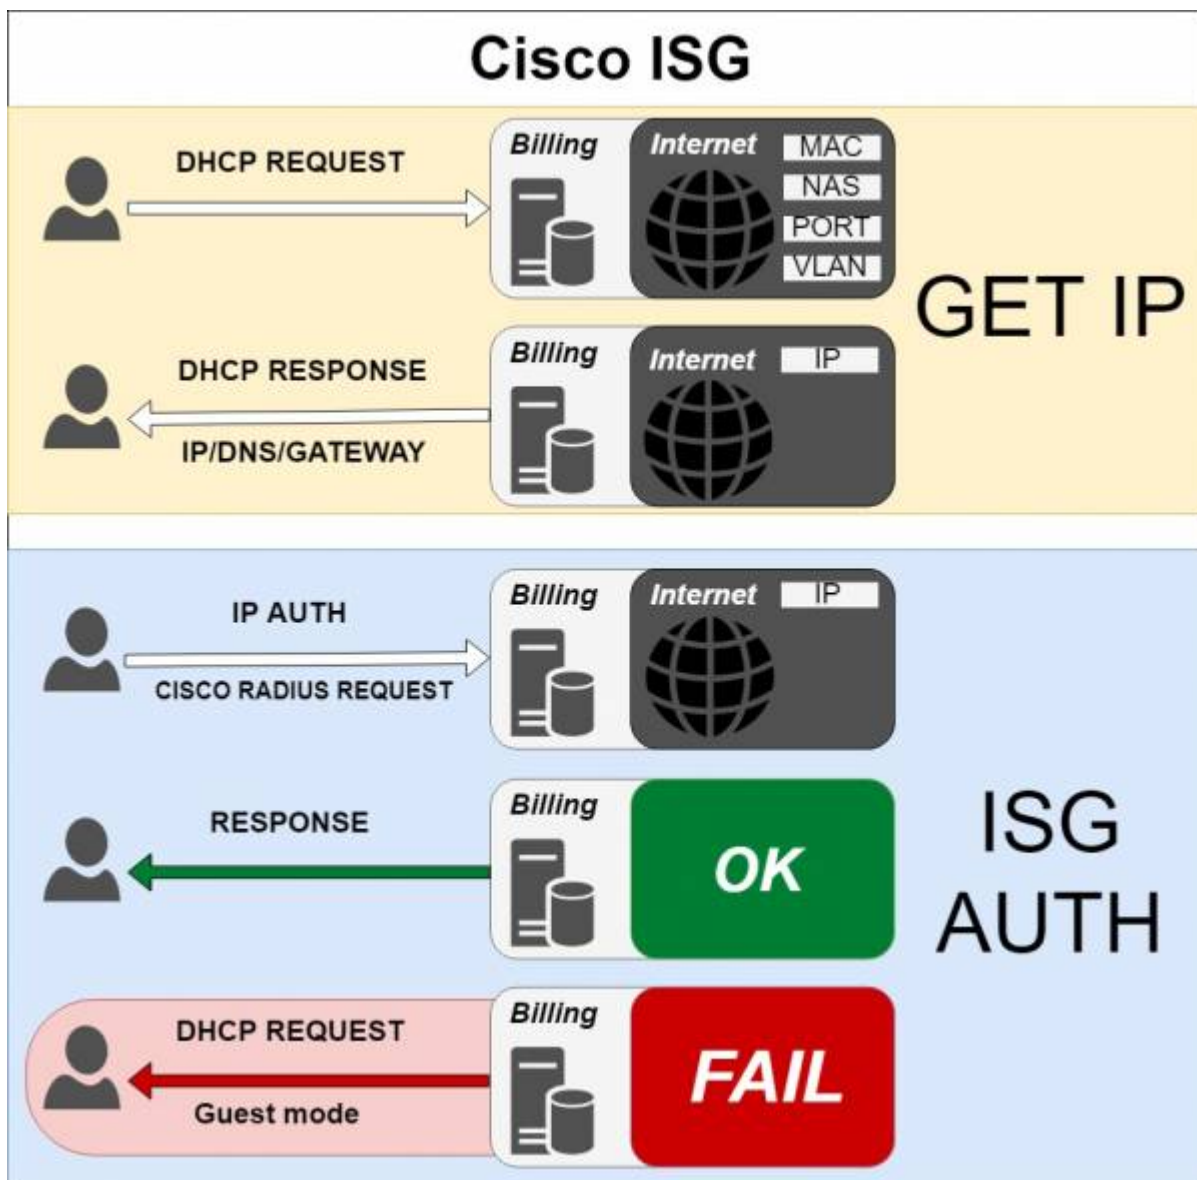 Cisco ISG
DHCP REQUEST
Billing
Internet
MAC
NAS
PORT
VLAN
GET IP
DHCP RESPONSE
IP/DNS/GATEWAY
Billing
Internet
IP
IP AUTH
CISCO RADIUS REQUEST
Billing
Internet
IP
RESPONSE
Billing
OK
ISG
AUTH
DHCP REQUEST
Guest mode
Billing
FAIL